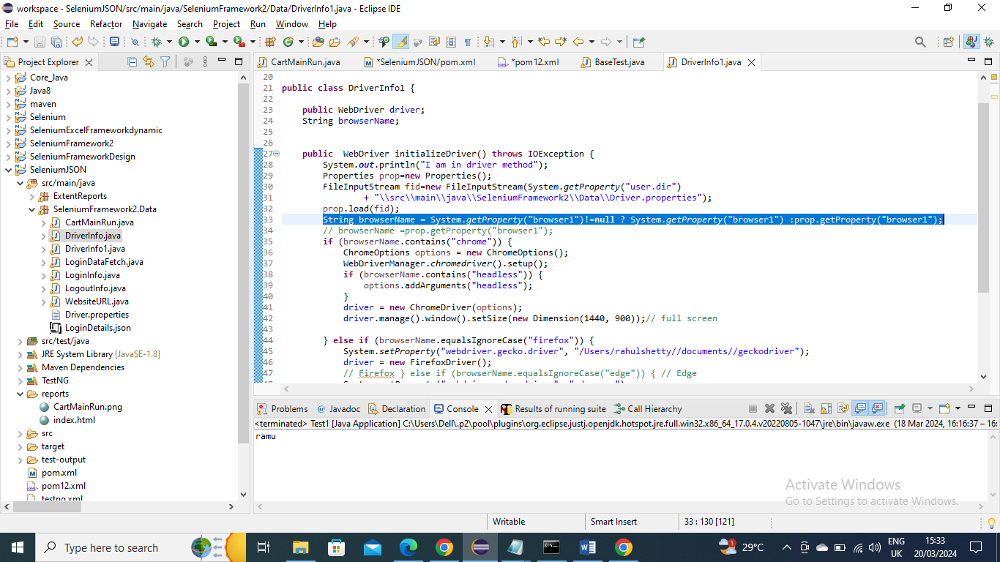 workspace - SeleniumJSON/src/main/java/SeleniumFramework2/Data/DriverInfo1.java - Eclipse IDE
File Edit Source Refactor Navigate Search Project Run Window Help
Project Explorer
Core_Java
Java8
maven
Selenium
SeleniumExcelFrameworkdynamic
SeleniumFramework2
SeleniumFrameworkDesign
SeleniumJSON
src/main/java
ExtentReports
SeleniumFramework2.Data
CartMainRun.java
DriverInfo.java
DriverInfo1.java
LoginDataFetch.java
LoginInfo.java
LogoutInfo.java
WebsiteURL.java
Driver.properties
LoginDetails.json
src/test/java
JRE System Library [JavaSE-1.8]
Maven Dependencies
TestNG
reports
CartMainRun.png
index.html
src
target
test-output
pom.xml
pom12.xml
testng.xml
CartMainRun.java *SeleniumJSON/pom.xml *pom12.xml BaseTest.java DriverInfo1.java
20
21 public class DriverInfo1 {
22
23 public WebDriver driver;
24 String browserName;
25
26
27 public  WebDriver initializeDriver() throws IOException {
28 System.out.println("I am in driver method");
29 Properties prop=new Properties();
30 FileInputStream fid=new FileInputStream(System.getProperty("user.dir")
31 + "\\src\\main\\java\\SeleniumFramework2\\Data\\Driver.properties");
32 prop.load(fid);
33 String browserName = System.getProperty("browser1")!=null ? System.getProperty("browser1") :prop.getProperty("browser1");
34 // browserName =prop.getProperty("browser1");
35 if (browserName.contains("chrome")) {
36 ChromeOptions options = new ChromeOptions();
37 WebDriverManager.chromedriver().setup();
38 if (browserName.contains("headless")) {
39 options.addArguments("headless");
40 }
41 driver = new ChromeDriver(options);
42 driver.manage().window().setSize(new Dimension(1440, 900));// full screen
43
44 } else if (browserName.equalsIgnoreCase("firefox")) {
45 System.setProperty("webdriver.gecko.driver", "/Users/rahulshetty//documents//geckodriver");
46 driver = new FirefoxDriver();
47 // Firefox } else if (browserName.equalsIgnoreCase("edge")) { // Edge
Problems @ Javadoc Declaration Console Results of running suite Call Hierarchy
<terminated> Test1 [Java Application] C:\Users\Dell\.p2\pool\plugins\org.eclipse.justj.openjdk.hotspot.jre.full.win32.x86_64_17.0.4.v20220805-1047\jre\bin\javaw.exe (18 Mar 2024, 16:16:37 – 16:
ramu
Activate Windows
Go to Settings to activate Windows.
Writable Smart Insert 33 : 130 [121]
Type here to search
1 29°C ENG UK 15:33 20/03/2024